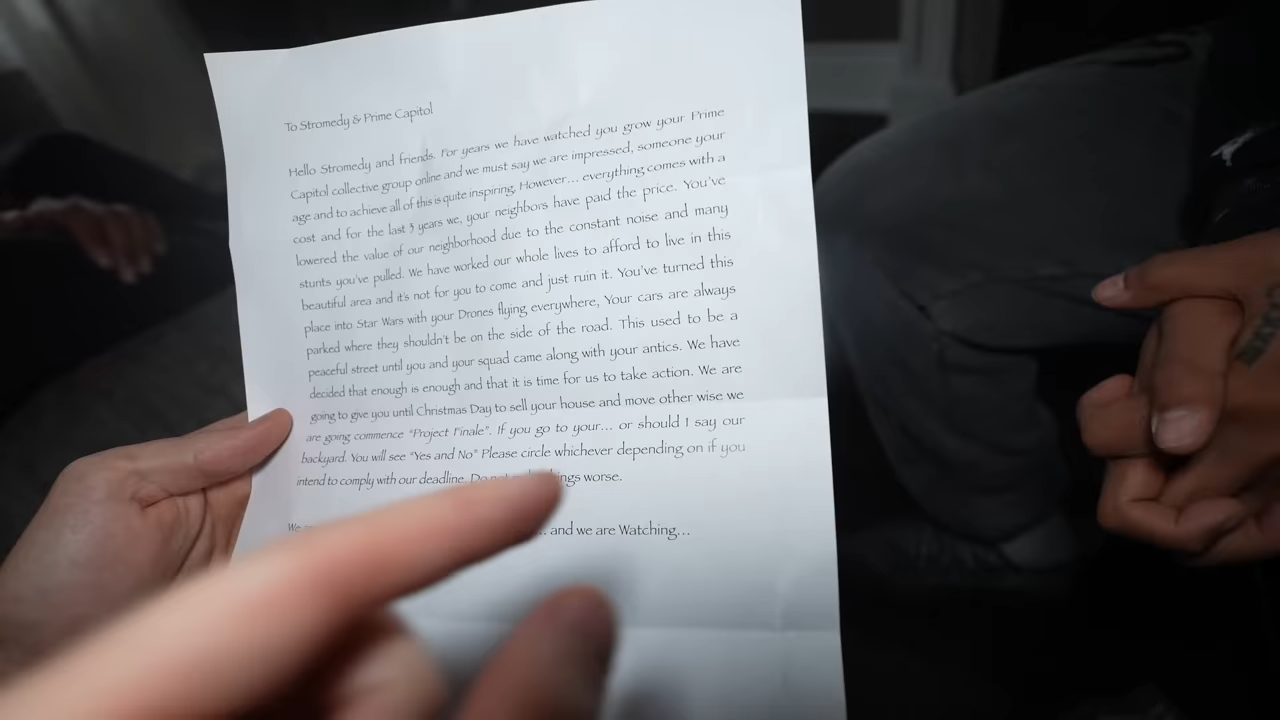 To Stromedy & Prime Capitol
Hello Stromedy and friends. For years we have watched you grow your Prime
Capitol collective group online and we must say we are impressed, someone your
age and to achieve all of this is quite inspiring. However... everything comes with a
cost and for the last 3 years we, your neighbors have paid the price. You've
lowered the value of our neighborhood due to the constant noise and many
stunts you've pulled. We have worked our whole lives to afford to live in this
beautiful area and it's not for you to come and just ruin it. You've turned this
place into Star Wars with your Drones flying everywhere, Your cars are always
parked where they shouldn't be on the side of the road. This used to be a
peaceful street until you and your squad came along with your antics. We have
decided that enough is enough and that it is time for us to take action. We are
going to give you until Christmas Day to sell your house and move other wise we
are going commence "Project Finale". If you go to your... or should I say our
backyard. You will see "Yes and No" Please circle whichever depending on if you
intend to comply with our deadline. Do worse.
We and we are Watching...